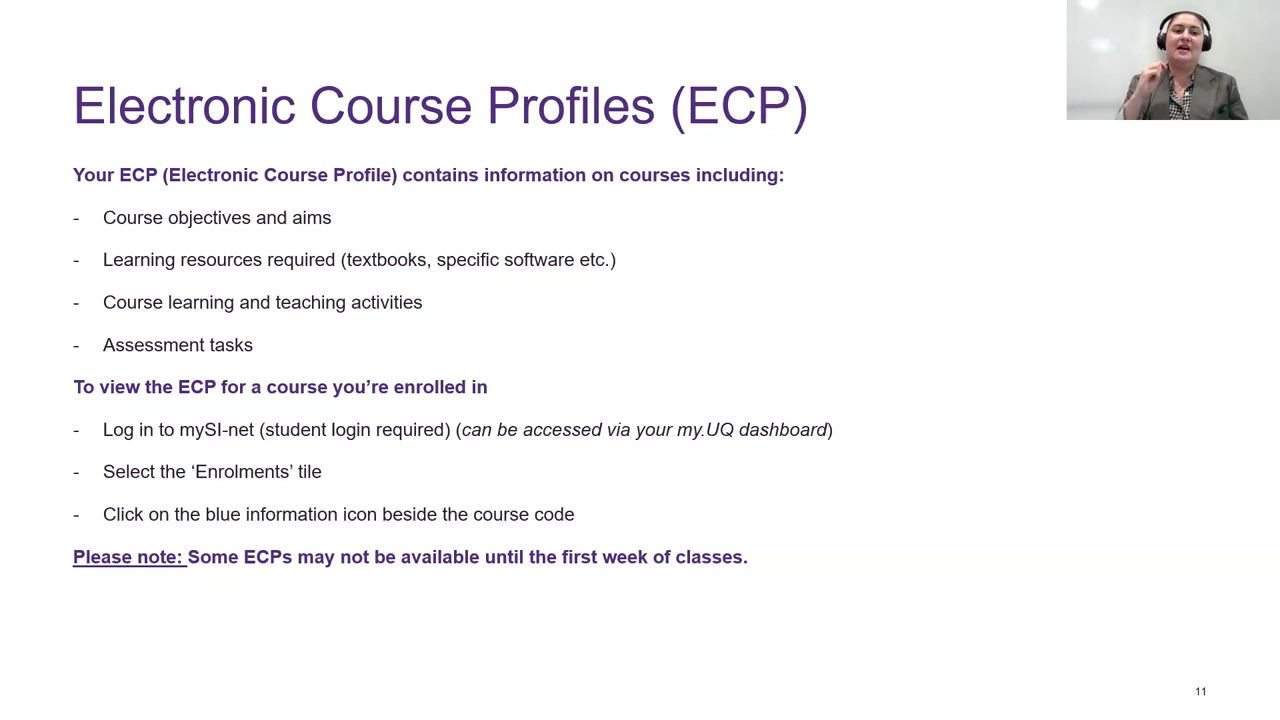 Electronic Course Profiles (ECP)
Your ECP (Electronic Course Profile) contains information on courses including:
- Course objectives and aims
- Learning resources required (textbooks, specific software etc.)
- Course learning and teaching activities
- Assessment tasks
To view the ECP for a course you’re enrolled in
- Log in to mySI-net (student login required) (can be accessed via your my.UQ dashboard)
- Select the ‘Enrolments’ tile
- Click on the blue information icon beside the course code
Please note: Some ECPs may not be available until the first week of classes.
11